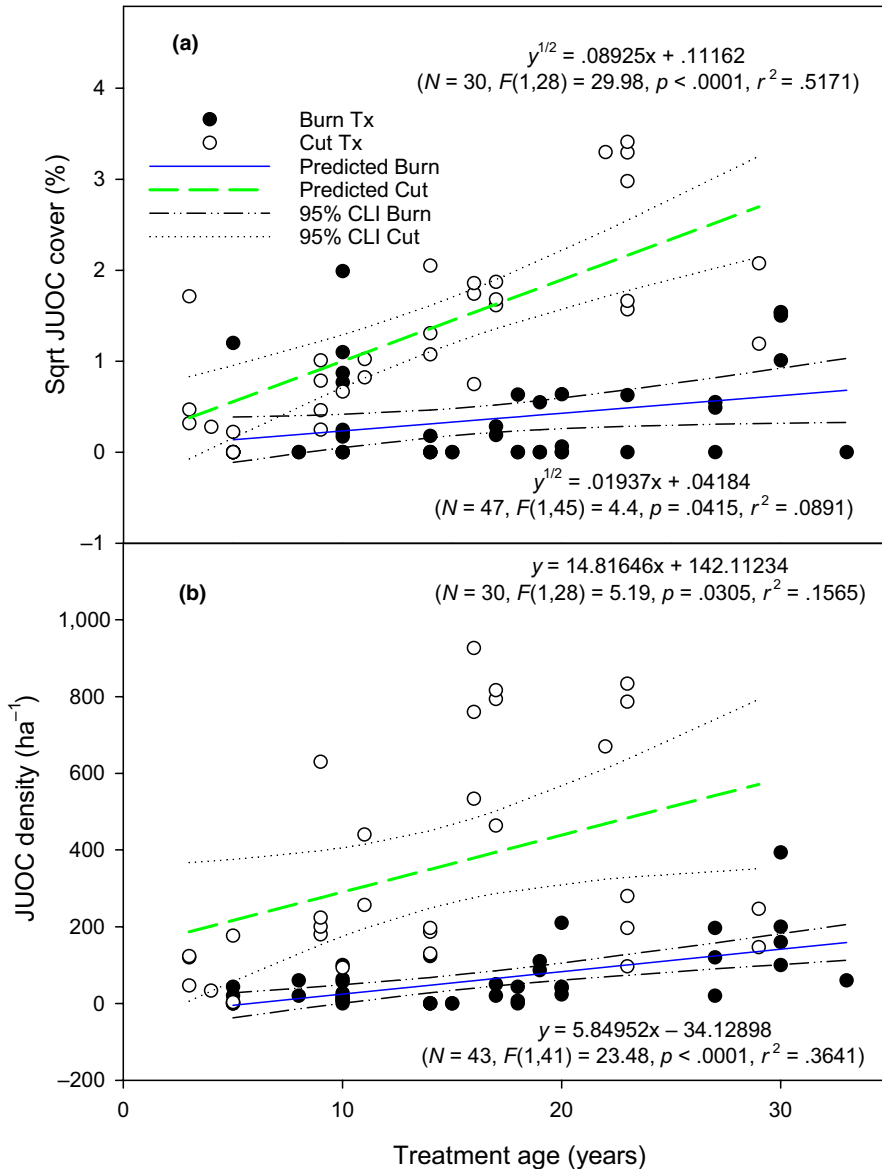 (a)
y^1/2 = .08925x + .11162
(N = 30, F(1,28) = 29.98, p < .0001, r^2 = .5171)
Burn Tx
Cut Tx
Predicted Burn
Predicted Cut
95% CLI Burn
95% CLI Cut
Sqrt JUOC cover (%)
4
3
2
1
0
–1
y^1/2 = .01937x + .04184
(N = 47, F(1,45) = 4.4, p = .0415, r^2 = .0891)
(b)
y = 14.81646x + 142.11234
(N = 30, F(1,28) = 5.19, p = .0305, r^2 = .1565)
JUOC density (ha^–1)
1,000
800
600
400
200
0
–200
y = 5.84952x – 34.12898
(N = 43, F(1,41) = 23.48, p < .0001, r^2 = .3641)
0 10 20 30
Treatment age (years)